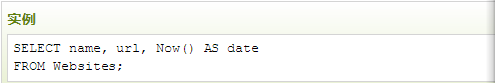 实例
SELECT name, url, Now() AS date
FROM Websites;